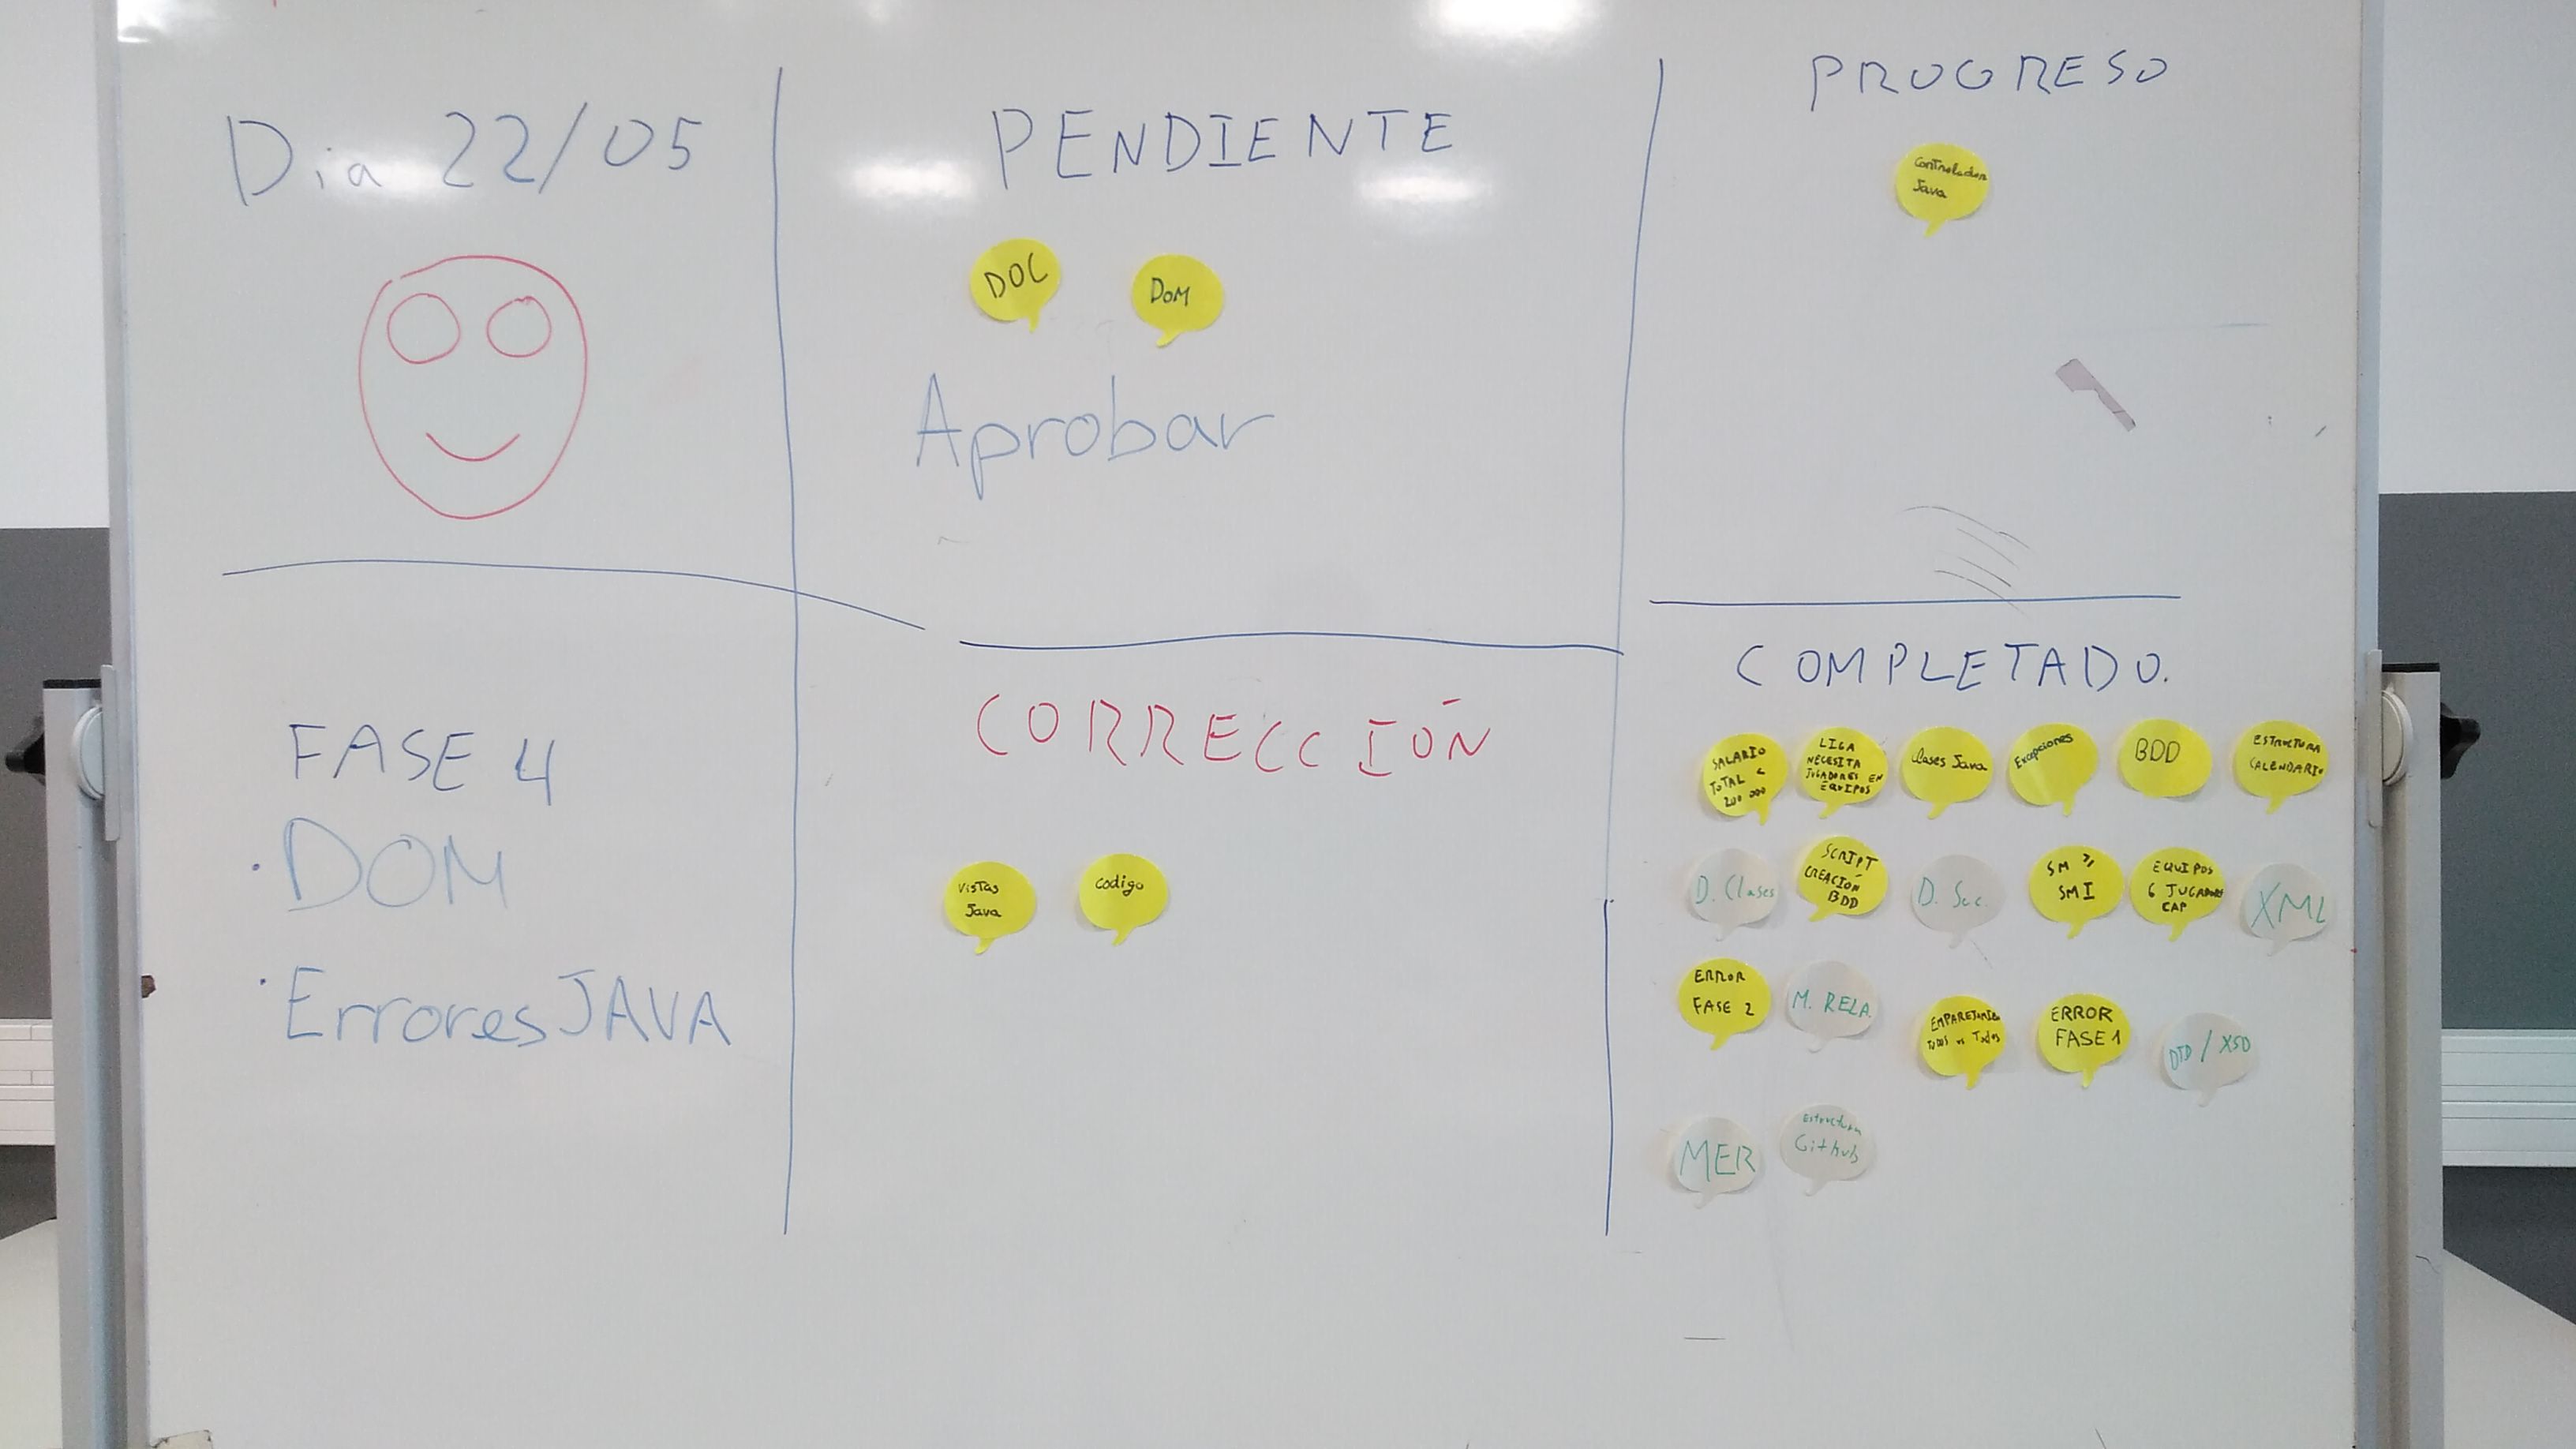 Dia 22/05
PENDIENTE
DOC
DOM
Aprobar
PROGRESO
Controlador
Java
FASE 4
· DOM
· Errores JAVA
CORRECCIÓN
Vistas
Java
Codigo
COMPLETADO.
SALARIO
TOTAL <
200 000
LIGA
NECESITA
JUGADORES EN
EQUIPOS
Clases Java
Excepciones
BDD
ESTRUCTURA
CALENDARIO
D. Clases
SCRIPT
CREACIÓN
BDD
D. Sec.
SM >,
SMI
EQUIPOS
6 JUGADORES
CAP
XML
ERROR
FASE 2
M. RELA.
TODOS vs Todos
ERROR
FASE 1
DTD / XSD
MER
Estructura
Github